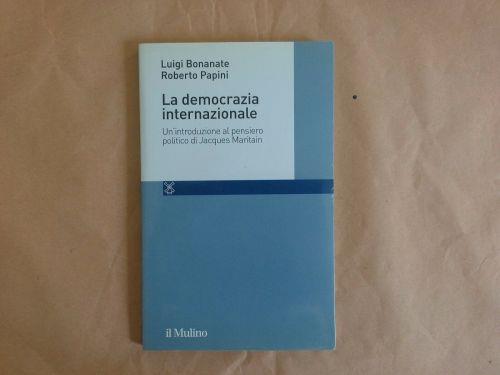 Luigi Bonanate
Roberto Papini
La democrazia
internazionale
Un'introduzione al pensiero
politico di Jacques Maritain
il Mulino